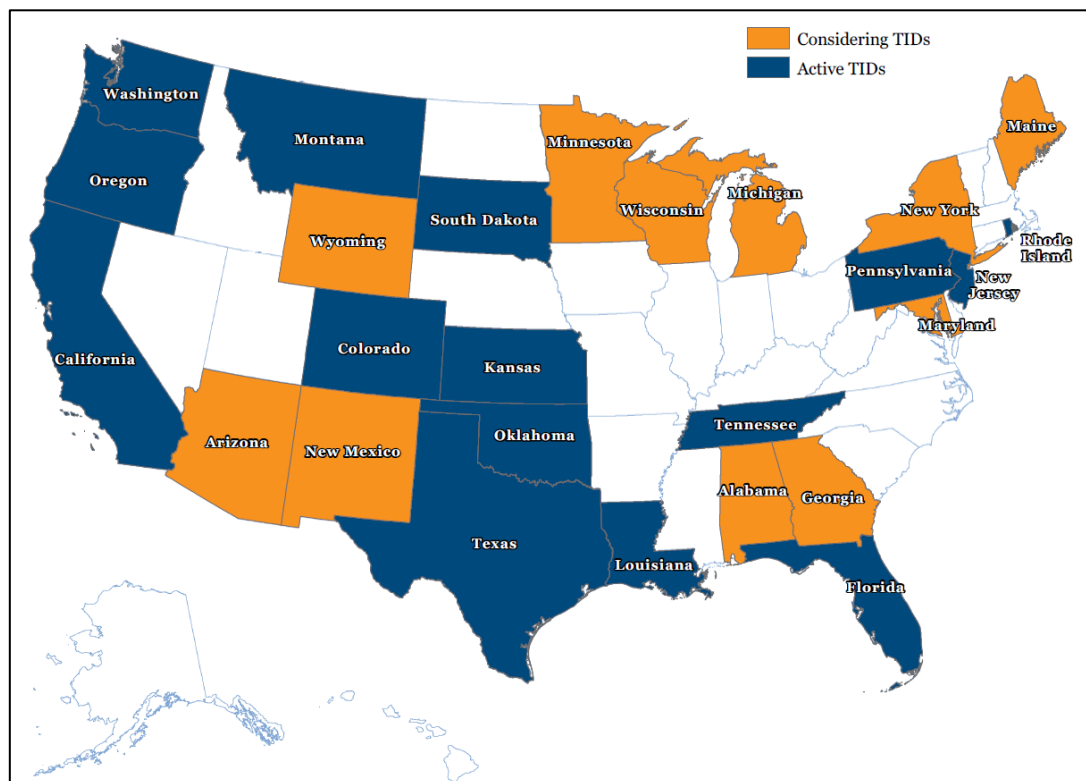 Considering TIDs
Active TIDs
Washington
Montana
Minnesota
Maine
Oregon
South Dakota
Wisconsin
Michigan
New York
Wyoming
Rhode
Island
Pennsylvania
New
Jersey
Maryland
California
Colorado
Kansas
Arizona
New Mexico
Oklahoma
Tennessee
Alabama
Georgia
Texas
Louisiana
Florida